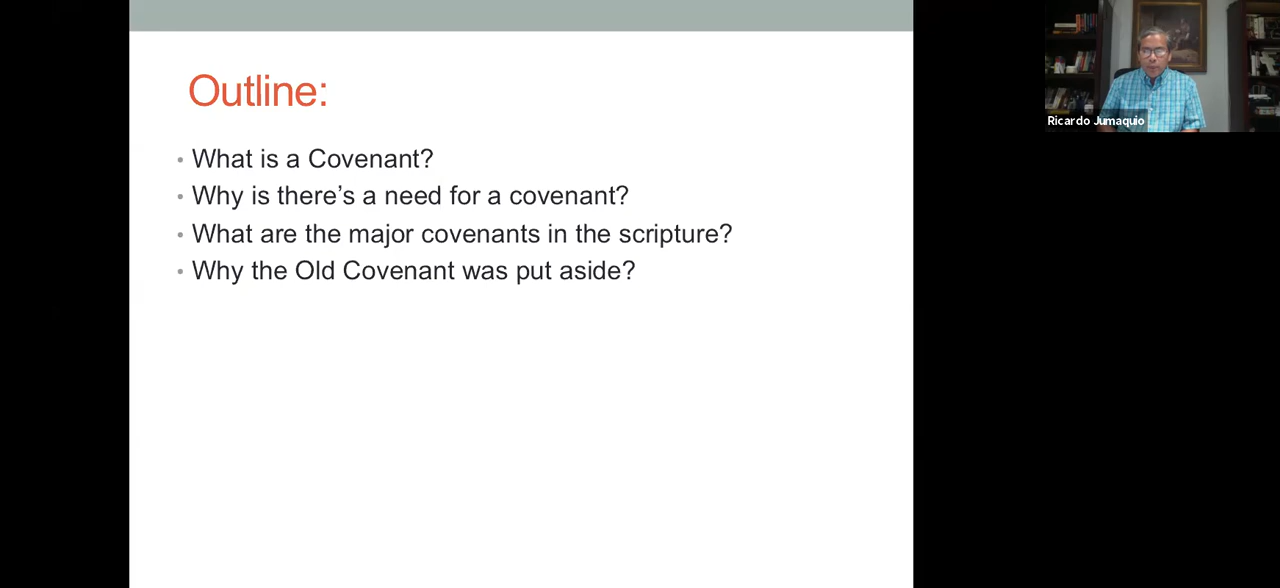 Outline:
• What is a Covenant?
• Why is there’s a need for a covenant?
• What are the major covenants in the scripture?
• Why the Old Covenant was put aside?
Ricardo Jumaquio